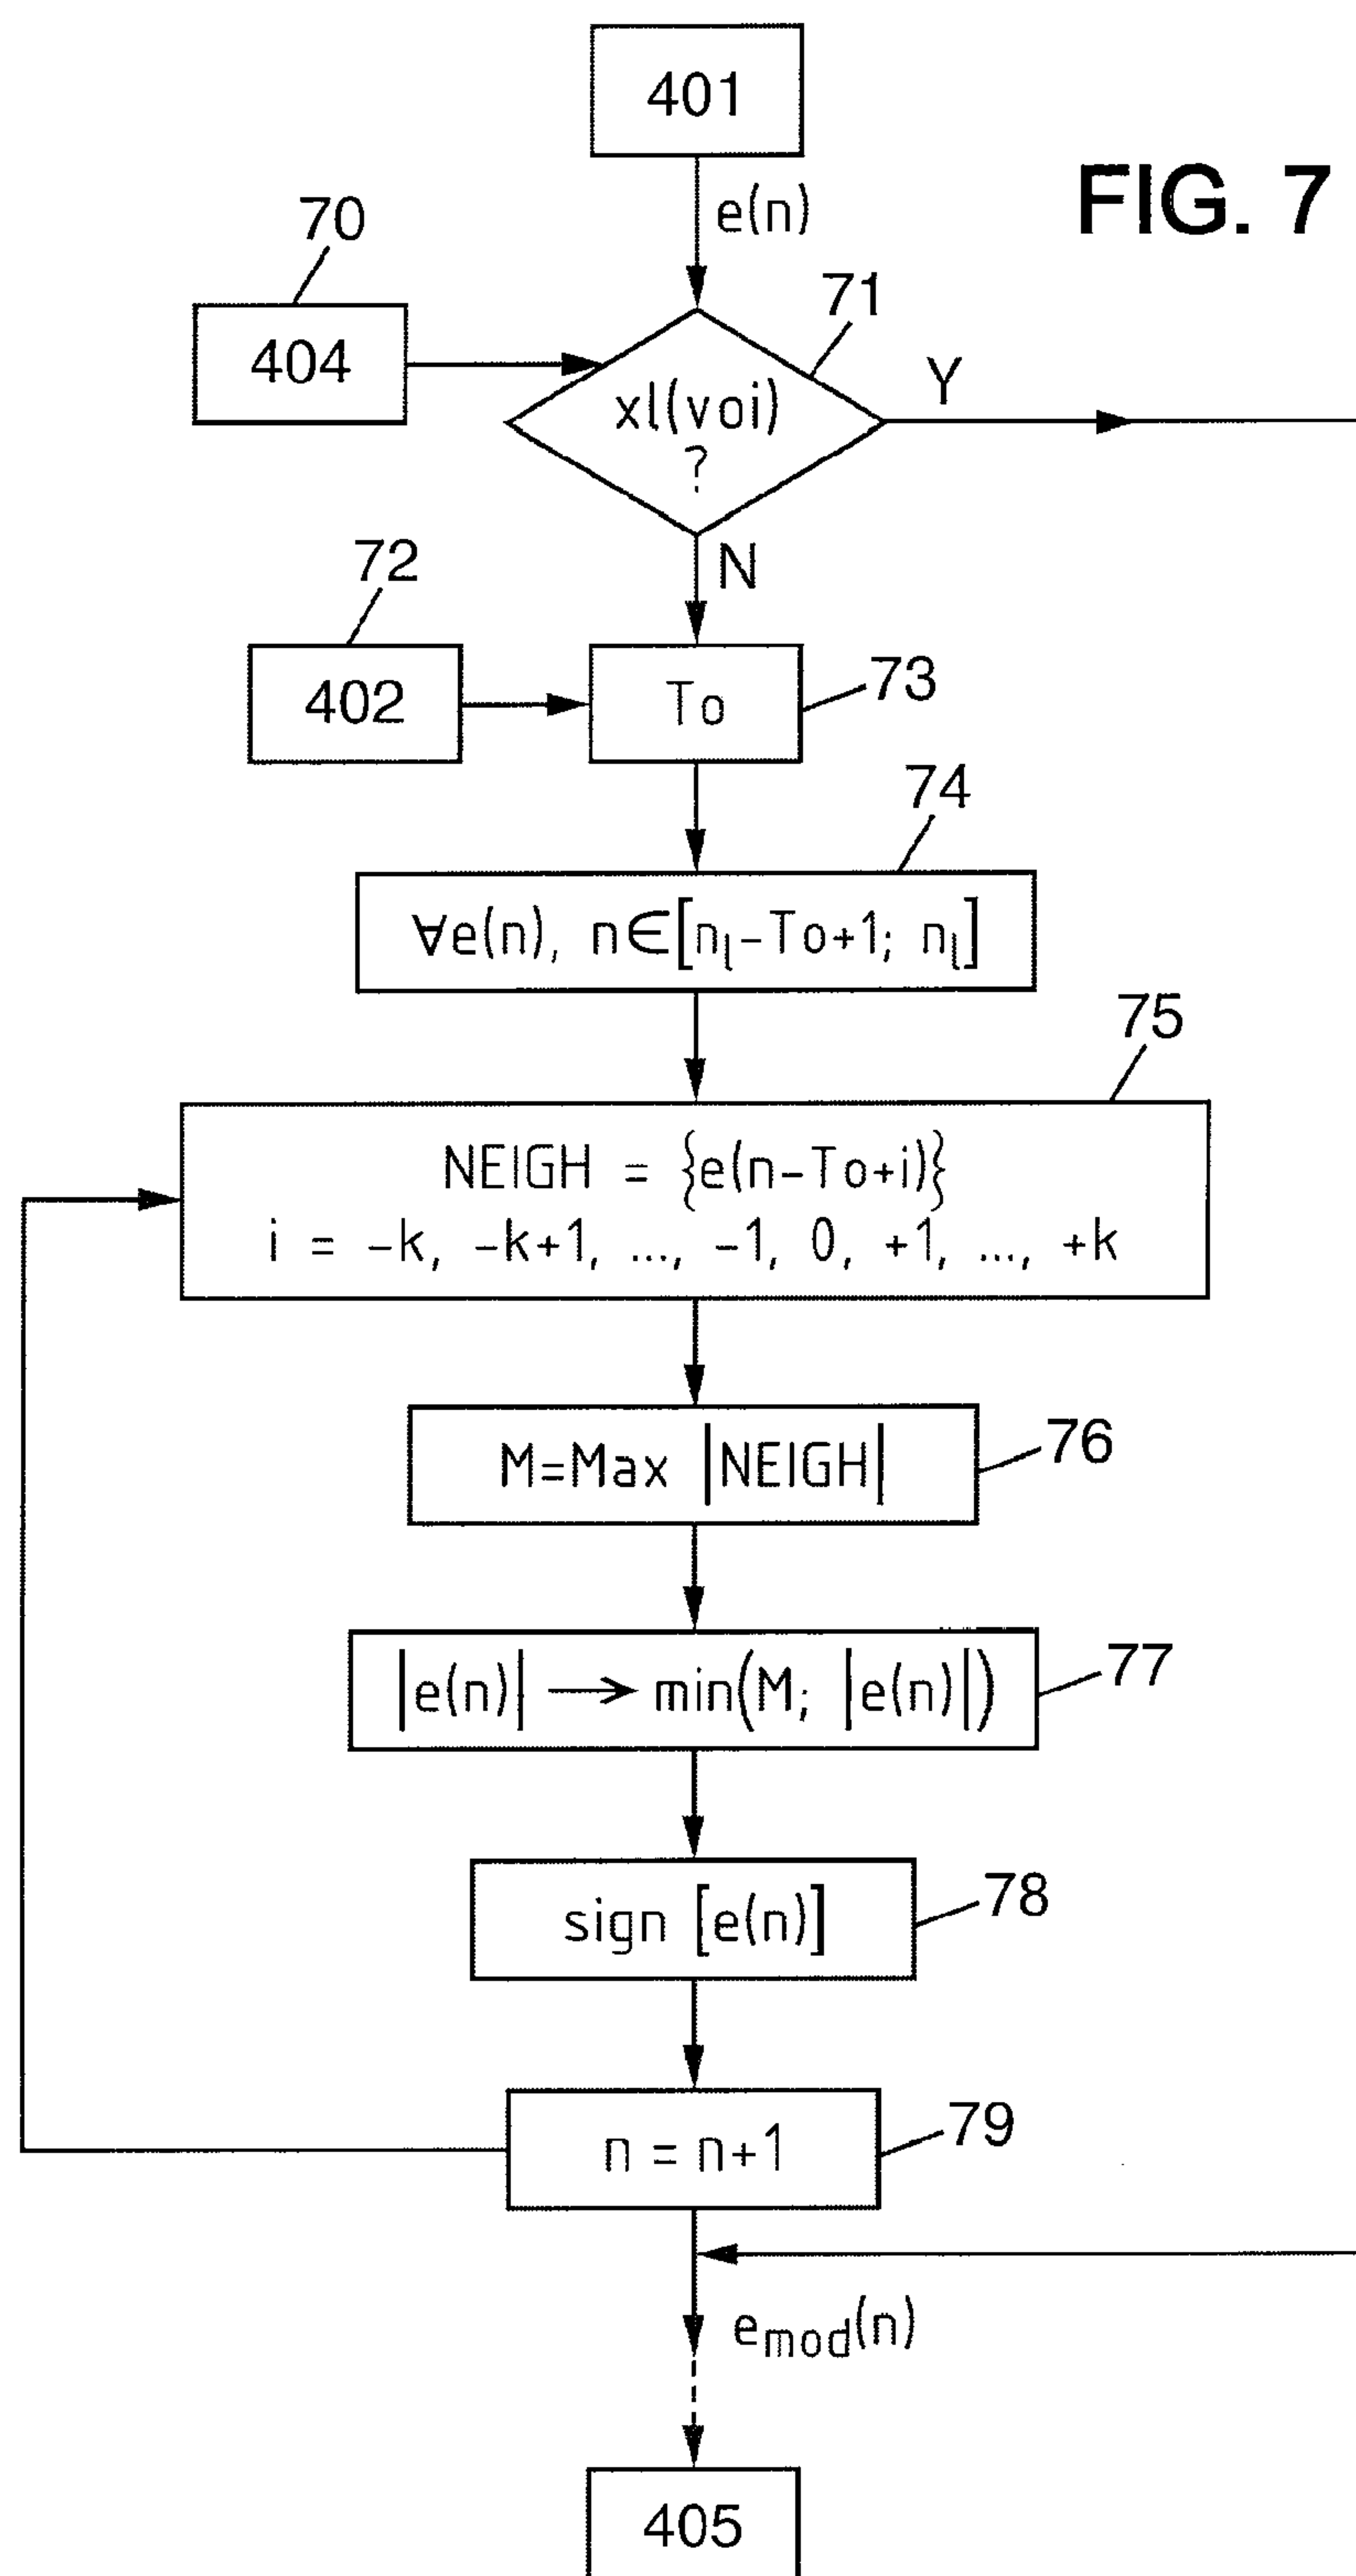 401
FIG. 7
e(n)
70
71
404
xl(voi)
?
Y
N
72
402
To
73
74
∀e(n), n∈[nl-To+1; nl]
75
NEIGH = {e(n-To+i)}
i = -k, -k+1, ..., -1, 0, +1, ..., +k
M=Max |NEIGH|
76
|e(n)| → min(M; |e(n)|)
77
sign [e(n)]
78
n = n+1
79
emod(n)
405